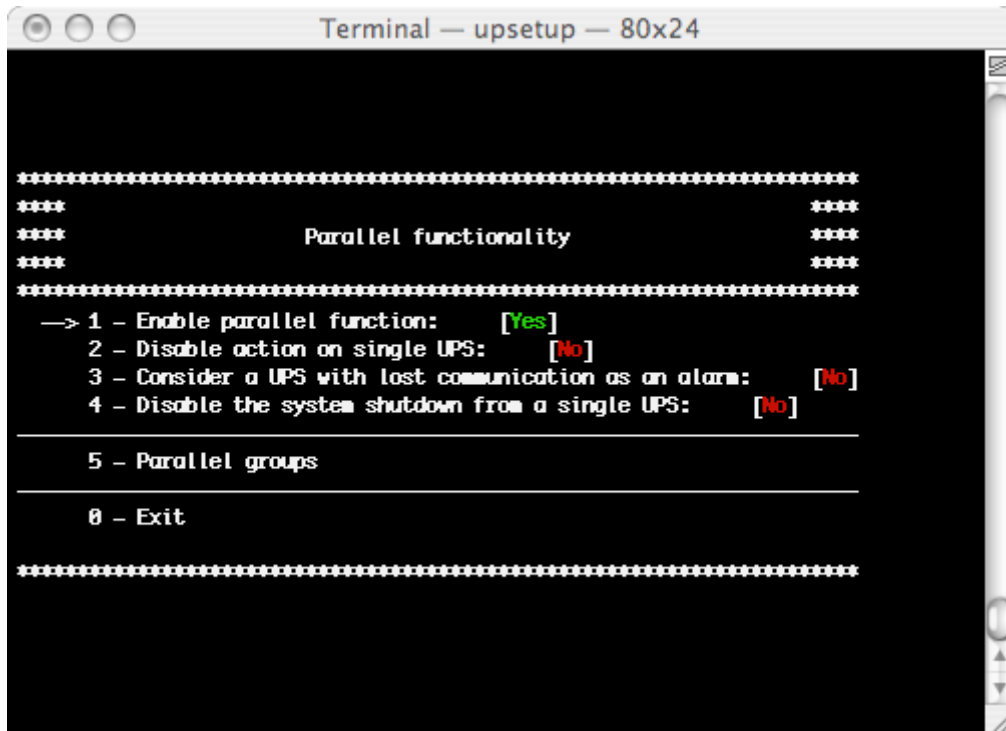 Terminal — upsetup — 80x24
**********************************************************************
**** ****
**** Parallel functionality ****
**** ****
**********************************************************************
—> 1 – Enable parallel function: [Yes]
2 – Disable action on single UPS: [No]
3 – Consider a UPS with lost communication as an alarm: [No]
4 – Disable the system shutdown from a single UPS: [No]
5 – Parallel groups
0 – Exit
**********************************************************************